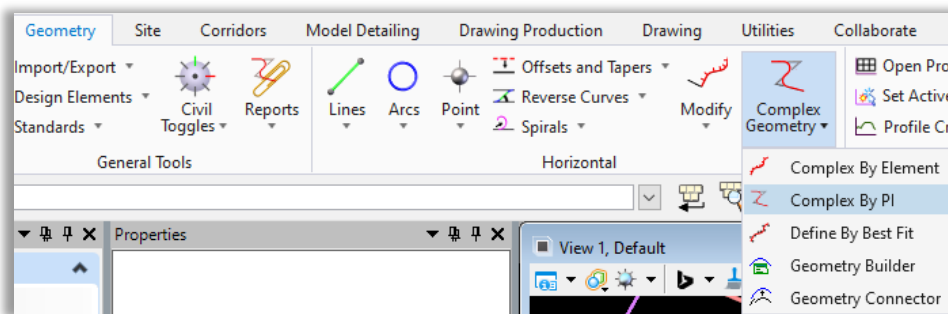 Geometry Site Corridors Model Detailing Drawing Production Drawing Utilities Collaborate
Import/Export
Design Elements
Standards
Civil
Toggles
Reports
General Tools
Lines
Arcs
Point
Offsets and Tapers
Reverse Curves
Spirals
Modify
Horizontal
Complex
Geometry
Open Pro
Set Active
Profile Cr
Complex By Element
Complex By PI
Define By Best Fit
Geometry Builder
Geometry Connector
Properties
View 1, Default